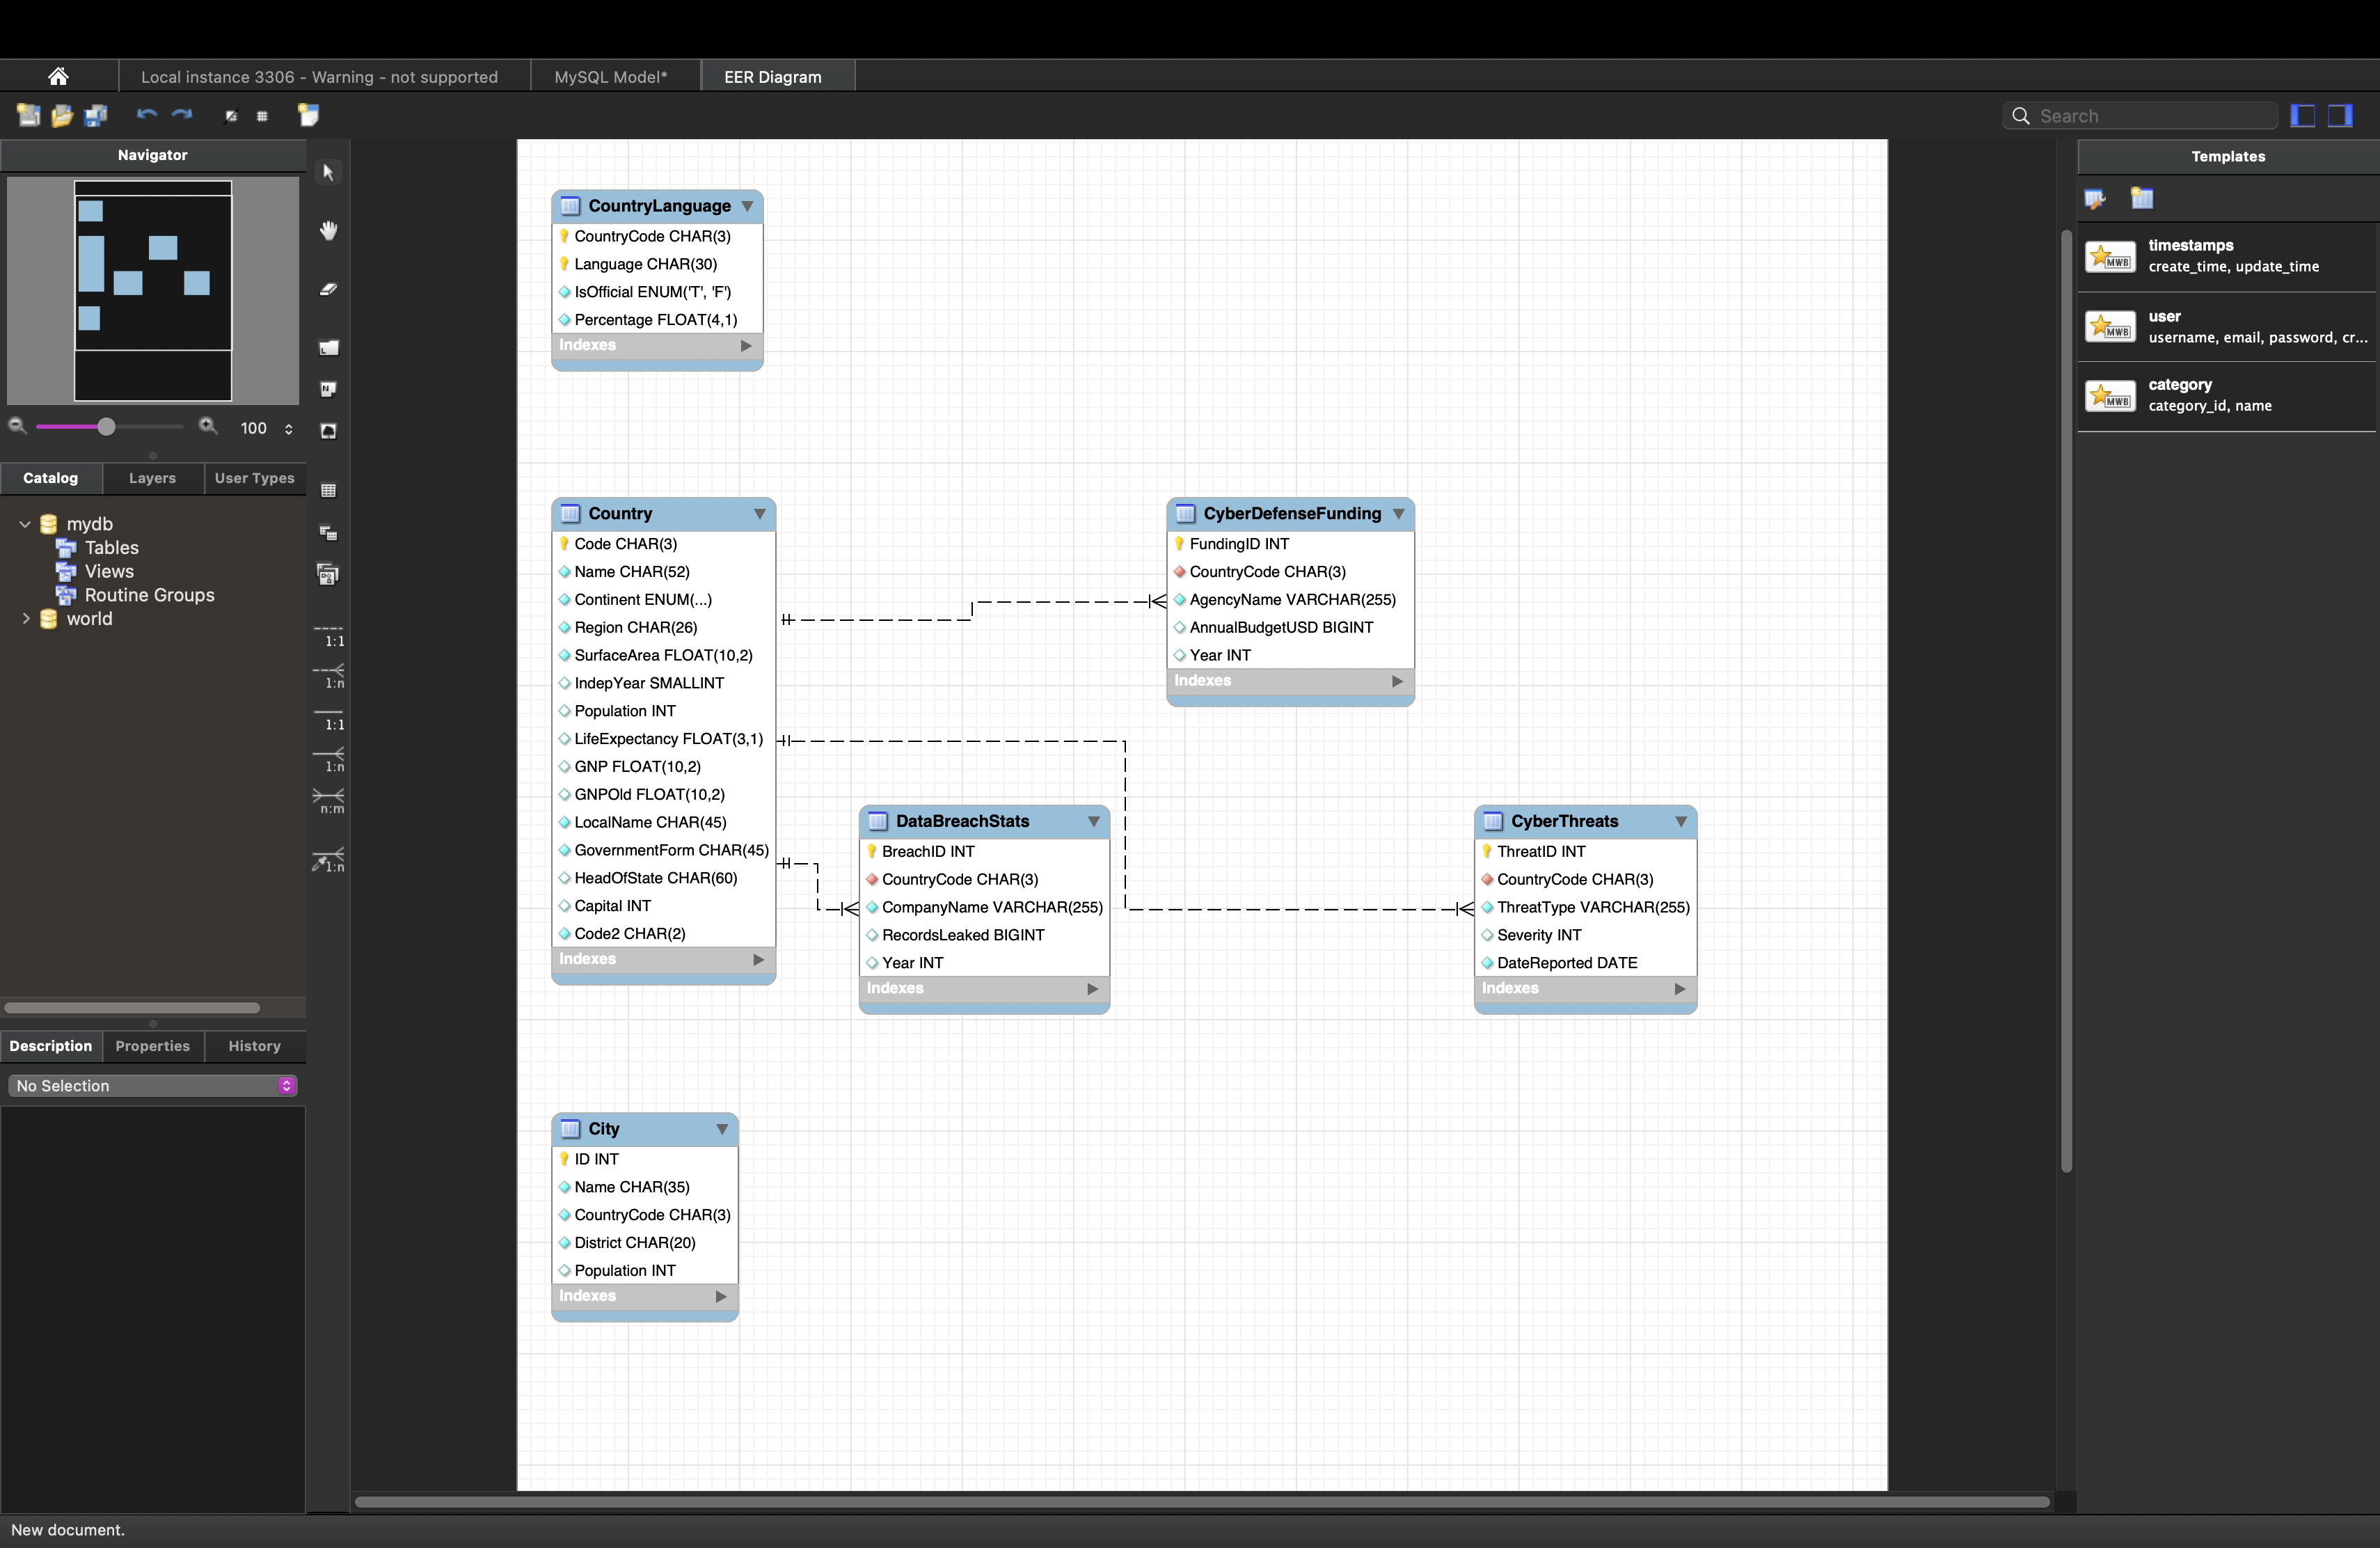 Local instance 3306 - Warning - not supported
MySQL Model*
EER Diagram
Search
Navigator
100
Catalog
Layers
User Types
mydb
Tables
Views
Routine Groups
world
Description
Properties
History
No Selection
1:1
1:n
1:1
1:n
n:m
1:n
CountryLanguage
CountryCode CHAR(3)
Language CHAR(30)
IsOfficial ENUM('T', 'F')
Percentage FLOAT(4,1)
Indexes
Country
Code CHAR(3)
Name CHAR(52)
Continent ENUM(...)
Region CHAR(26)
SurfaceArea FLOAT(10,2)
IndepYear SMALLINT
Population INT
LifeExpectancy FLOAT(3,1)
GNP FLOAT(10,2)
GNPOld FLOAT(10,2)
LocalName CHAR(45)
GovernmentForm CHAR(45)
HeadOfState CHAR(60)
Capital INT
Code2 CHAR(2)
Indexes
CyberDefenseFunding
FundingID INT
CountryCode CHAR(3)
AgencyName VARCHAR(255)
AnnualBudgetUSD BIGINT
Year INT
Indexes
DataBreachStats
BreachID INT
CountryCode CHAR(3)
CompanyName VARCHAR(255)
RecordsLeaked BIGINT
Year INT
Indexes
CyberThreats
ThreatID INT
CountryCode CHAR(3)
ThreatType VARCHAR(255)
Severity INT
DateReported DATE
Indexes
City
ID INT
Name CHAR(35)
CountryCode CHAR(3)
District CHAR(20)
Population INT
Indexes
Templates
MWB
timestamps
create_time, update_time
MWB
user
username, email, password, cr...
MWB
category
category_id, name
New document.